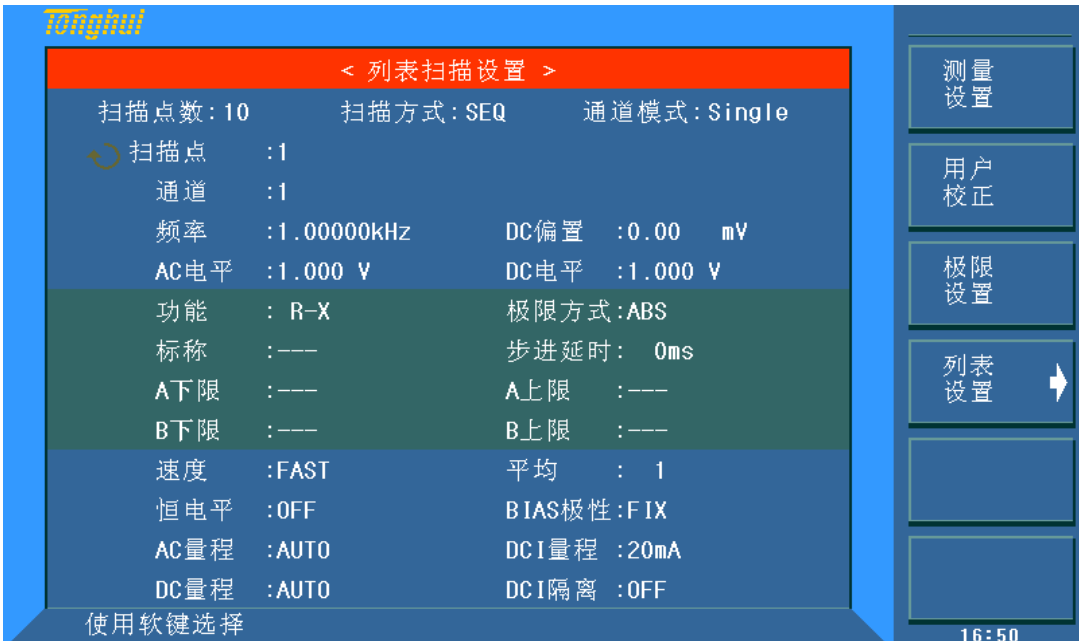 Tonghui
< 列表扫描设置 >
扫描点数:10 扫描方式:SEQ 通道模式:Single
扫描点 :1
通道 :1
频率 :1.00000kHz DC偏置 :0.00 mV
AC电平 :1.000 V DC电平 :1.000 V
功能 : R-X 极限方式:ABS
标称 :--- 步进延时: 0ms
A下限 :--- A上限 :---
B下限 :--- B上限 :---
速度 :FAST 平均 : 1
恒电平 :OFF BIAS极性:FIX
AC量程 :AUTO DCI量程 :20mA
DC量程 :AUTO DCI隔离 :OFF
使用软键选择
测量
设置
用户
校正
极限
设置
列表
设置
16:50